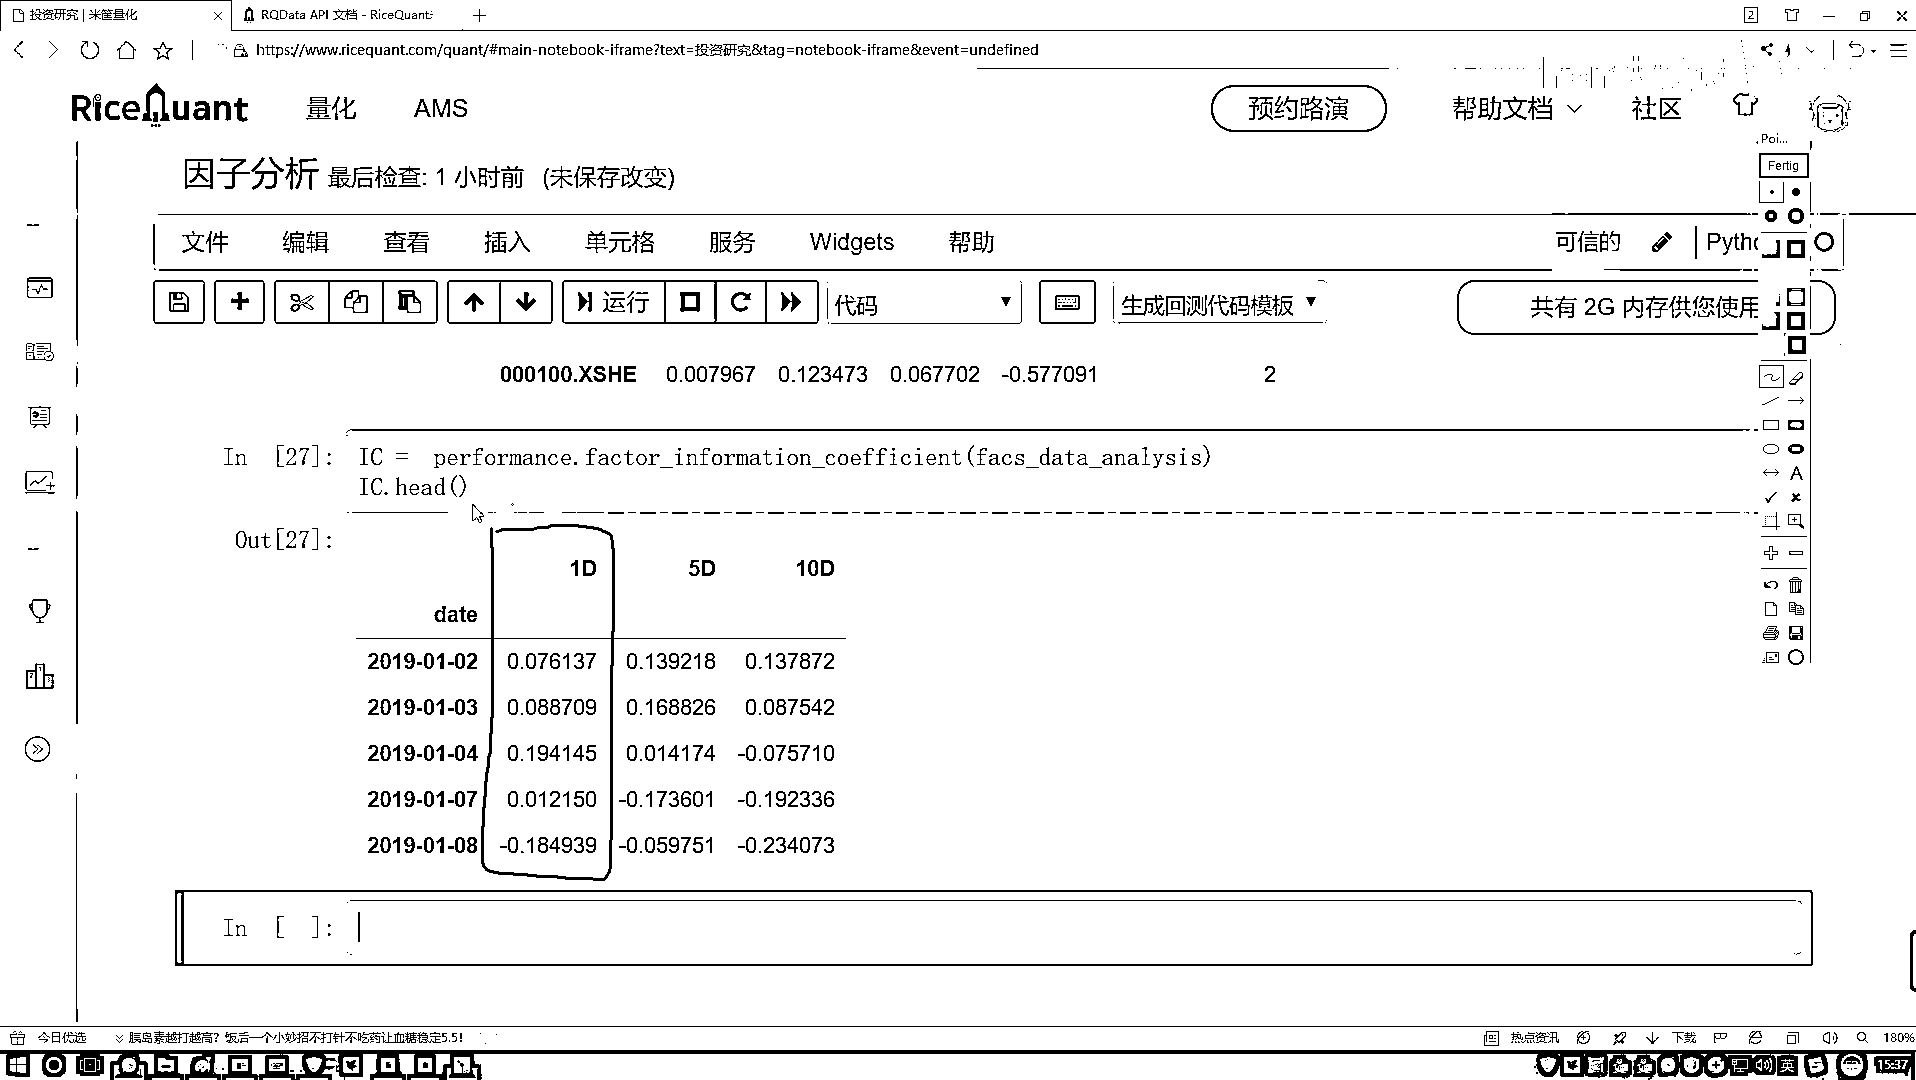 投资研究 | 米筐量化
RQData API 文档 - RiceQuant
https://www.ricequant.com/quant/#main-notebook-iframe?text=投资研究&tag=notebook-iframe&event=undefined
RiceQuant 量化 AMS 预约路演 帮助文档 社区
Poi...
Fertig
因子分析 最后检查: 1 小时前 (未保存改变)
文件 编辑 查看 插入 单元格 服务 Widgets 帮助 可信的
运行 代码 生成回测代码模板 共有 2G 内存供您使用
000100.XSHE 0.007967 0.123473 0.067702 -0.577091 2
In [27]: IC = performance.factor_information_coefficient(facs_data_analysis)
IC.head()
Out[27]:
1D 5D 10D
date
2019-01-02 0.076137 0.139218 0.137872
2019-01-03 0.088709 0.168826 0.087542
2019-01-04 0.194145 0.014174 -0.075710
2019-01-07 0.012150 -0.173601 -0.192336
2019-01-08 -0.184939 -0.059751 -0.234073
In [ ]:
今日优选 胰岛素越打越高? 饭后一个小妙招不打针不吃药让血糖稳定5.5! 热点资讯 下载 180%
英 15:37